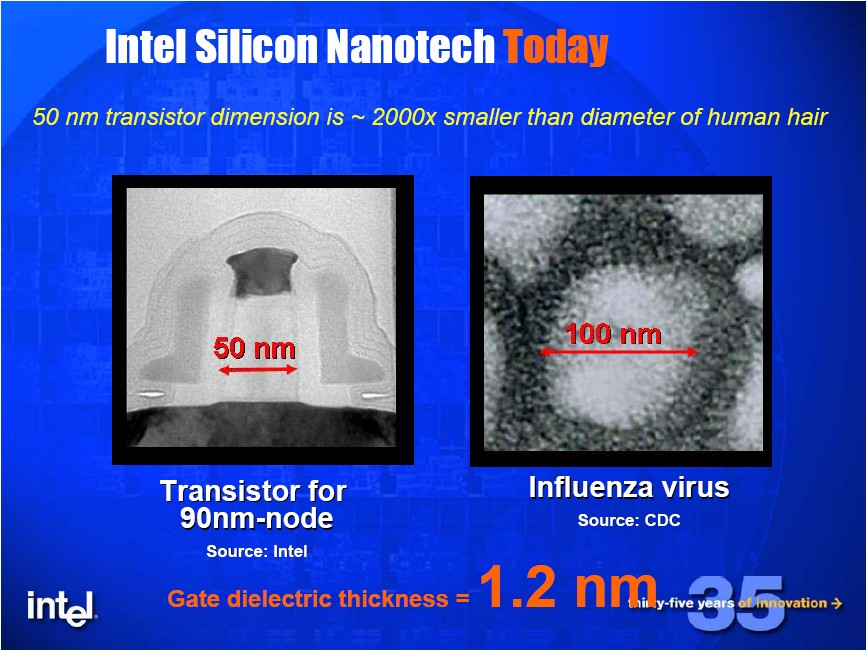 Intel Silicon Nanotech Today
50 nm transistor dimension is ~ 2000x smaller than diameter of human hair
50 nm
100 nm
Transistor for
90nm-node
Source: Intel
Influenza virus
Source: CDC
Gate dielectric thickness = 1.2 nm
intel.
35
thirty-five years of innovation